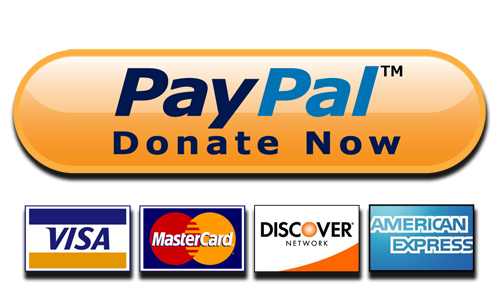 PayPal™
Donate Now
VISA
MasterCard
DISCOVER
NETWORK
AMERICAN
EXPRESS